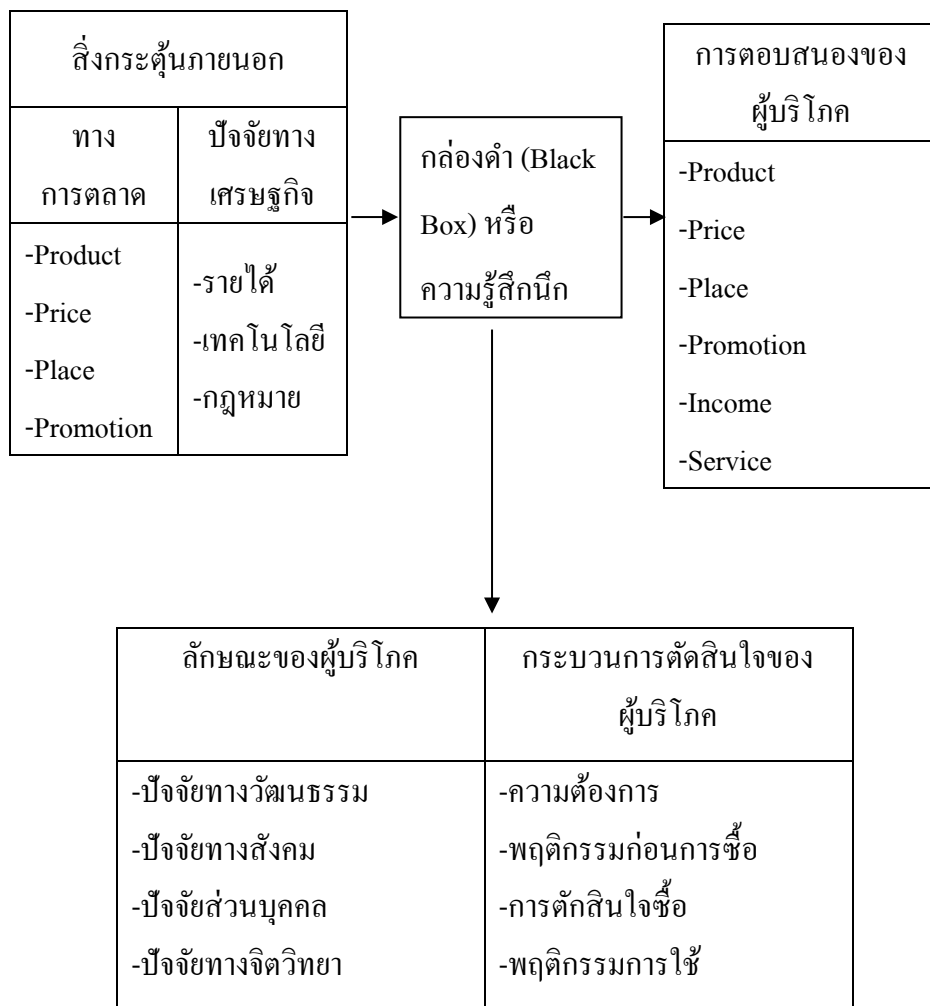 สิ่งกระตุ้นภายนอก
ทาง
การตลาด
ปัจจัยทาง
เศรษฐกิจ
-Product
-Price
-Place
-Promotion
-รายได้
-เทคโนโลยี
-กฎหมาย
กล่องดำ (Black
Box) หรือ
ความรู้สึกนึก
การตอบสนองของ
ผู้บริโภค
-Product
-Price
-Place
-Promotion
-Income
-Service
ลักษณะของผู้บริโภค
กระบวนการตัดสินใจของ
ผู้บริโภค
-ปัจจัยทางวัฒนธรรม
-ปัจจัยทางสังคม
-ปัจจัยส่วนบุคคล
-ปัจจัยทางจิตวิทยา
-ความต้องการ
-พฤติกรรมก่อนการซื้อ
-การตักสินใจซื้อ
-พฤติกรรมการใช้